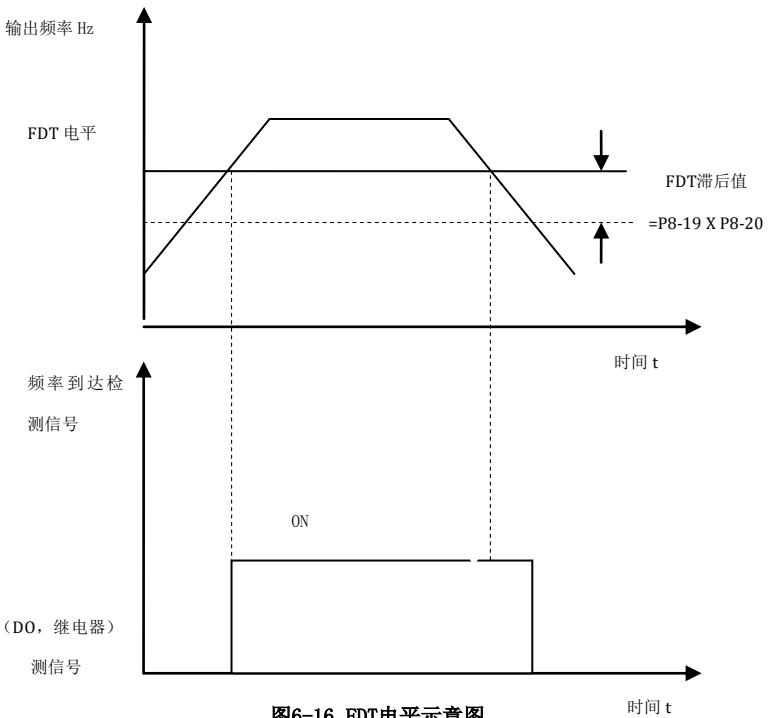 输出频率 Hz
FDT 电平
FDT滞后值
=P8-19 X P8-20
时间 t
频率到达检
测信号
ON
（DO，继电器）
测信号
时间 t
图6-16 FDT电平示意图